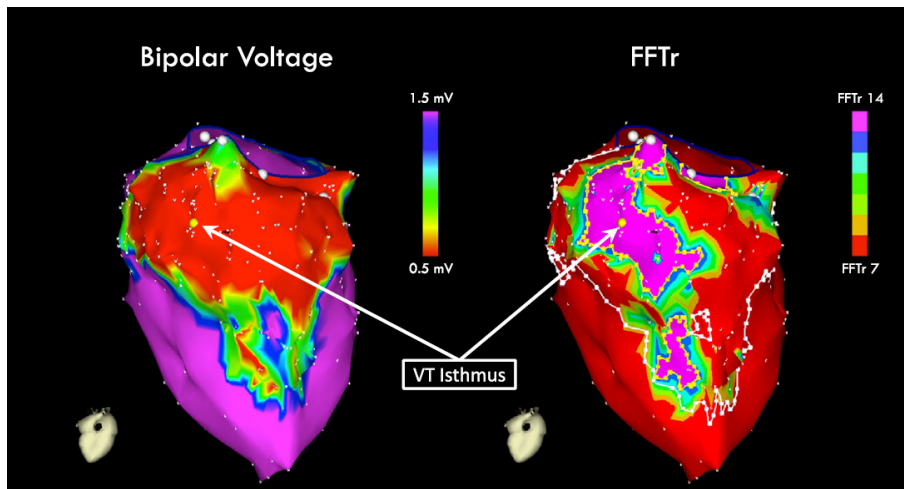 Bipolar Voltage
FFTr
1.5 mV
0.5 mV
FFTr 14
FFTr 7
VT Isthmus